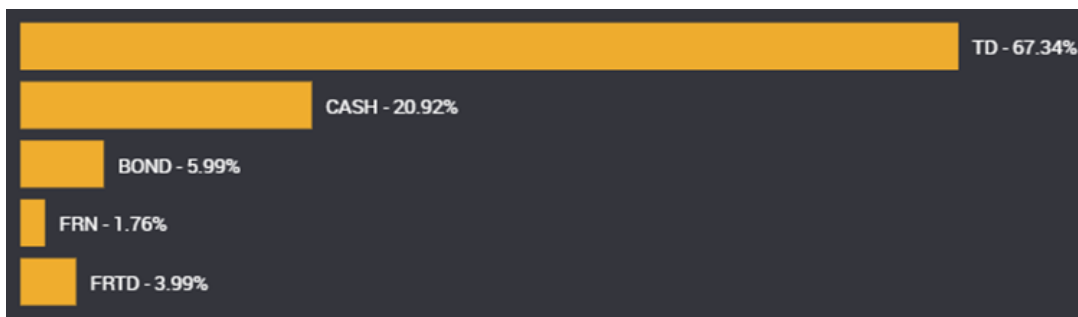 TD - 67.34%
CASH - 20.92%
BOND - 5.99%
FRN - 1.76%
FRTD - 3.99%